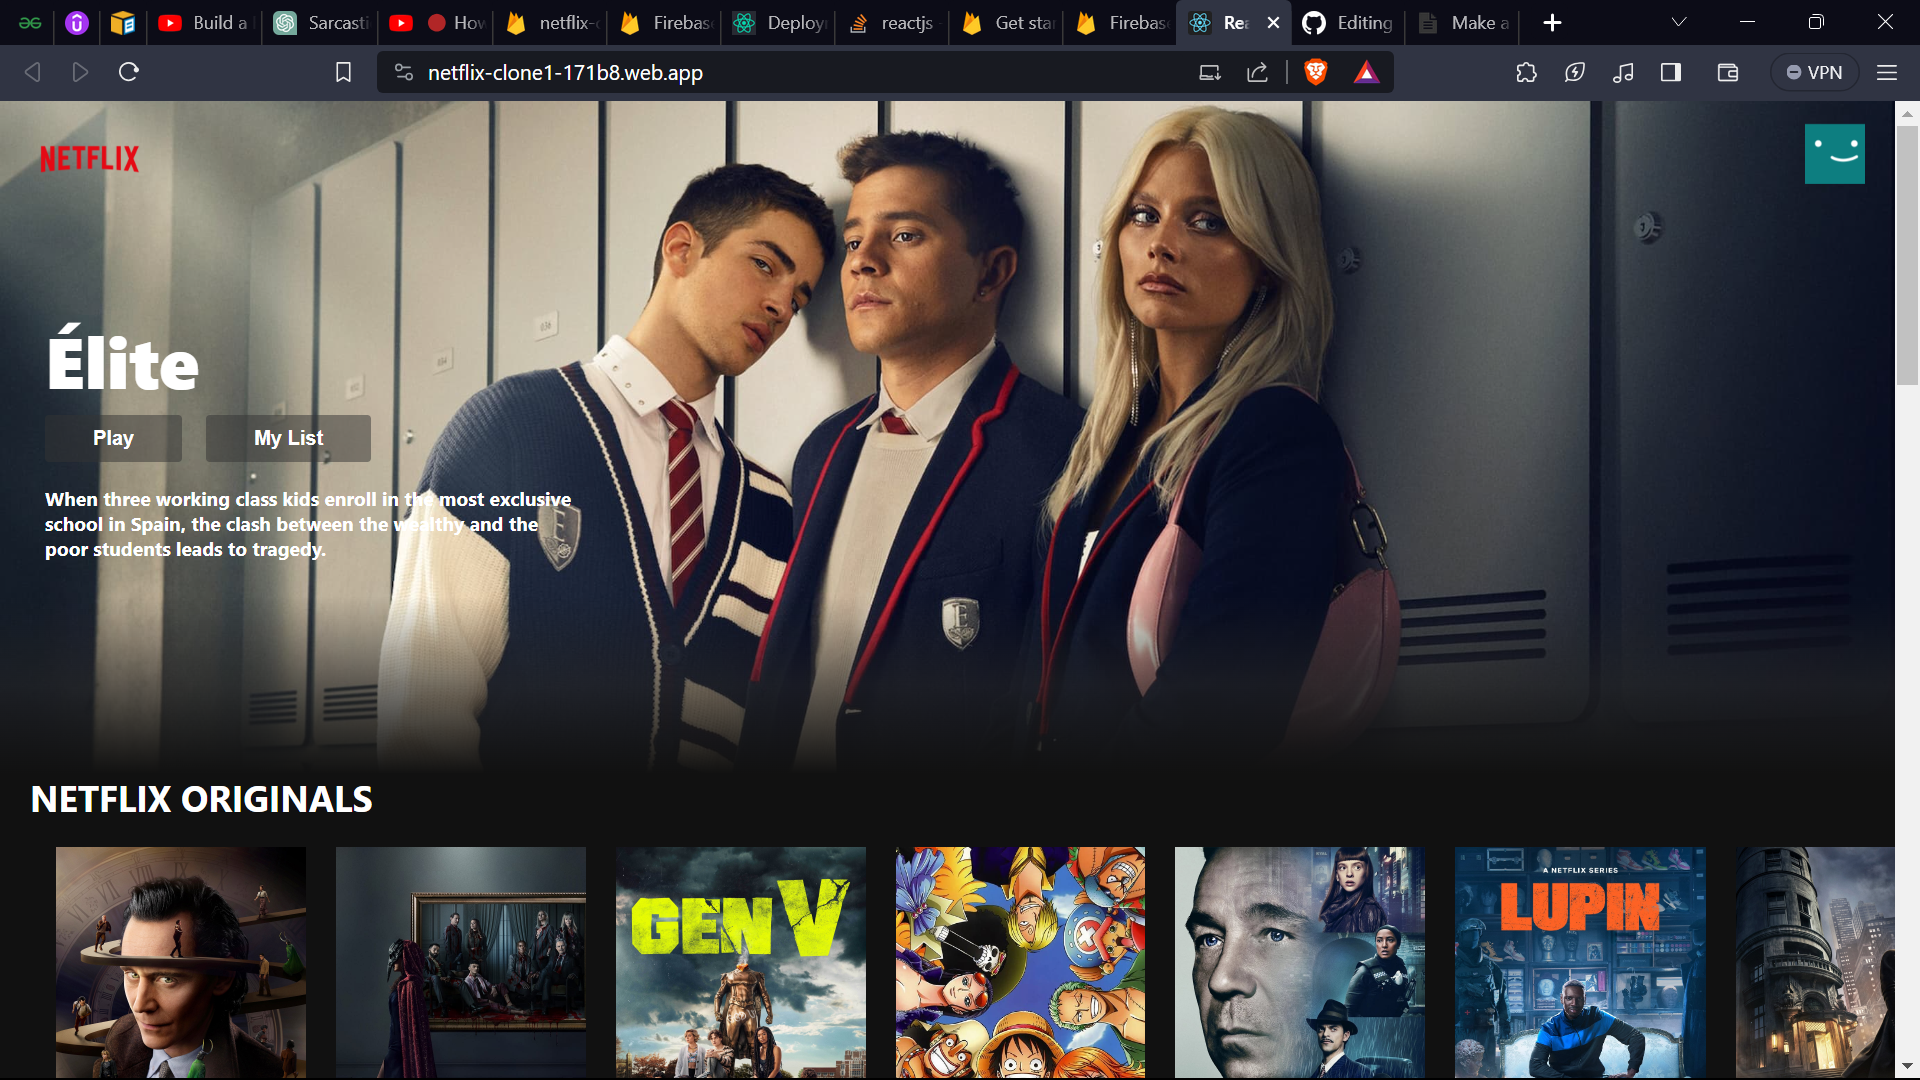 Build a
Sarcasti
How
netflix-c
Firebas
Deploy
reactjs
Get star
Firebas
Rea
Editing
Make a
netflix-clone1-171b8.web.app
VPN
NETFLIX
Élite
Play
My List
When three working class kids enroll in the most exclusive
school in Spain, the clash between the wealthy and the
poor students leads to tragedy.
NETFLIX ORIGINALS
GEN V
A NETFLIX SERIES
LUPIN